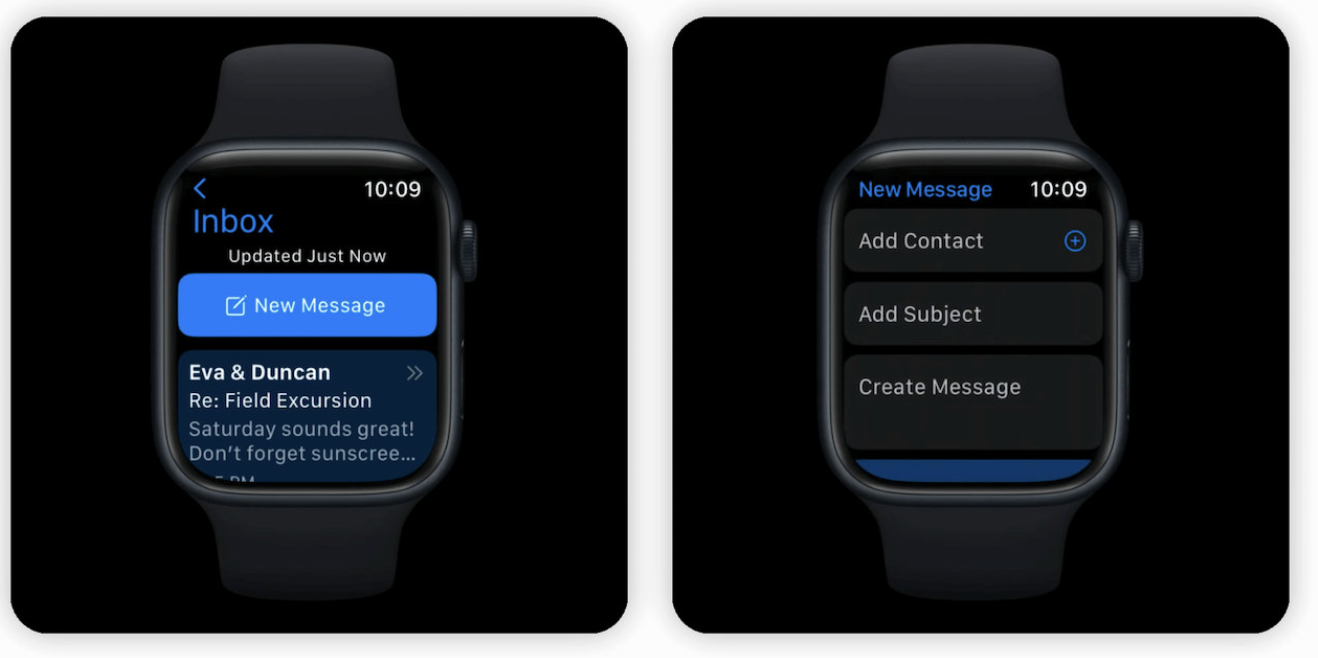 10:09
Inbox
Updated Just Now
New Message
Eva & Duncan
Re: Field Excursion
Saturday sounds great!
Don't forget sunscree...
PM
New Message 10:09
Add Contact
Add Subject
Create Message